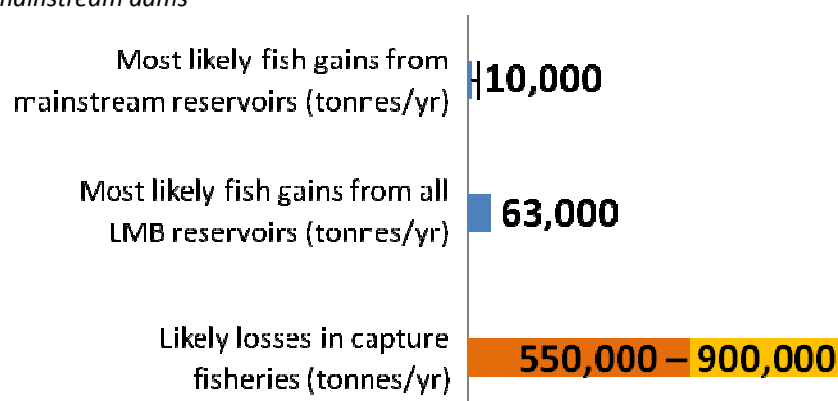 mainstream dams
Most likely fish gains from
mainstream reservoirs (tonnes/yr)
10,000
Most likely fish gains from all
LMB reservoirs (tonnes/yr)
63,000
Likely losses in capture
fisheries (tonnes/yr)
550,000 – 900,000